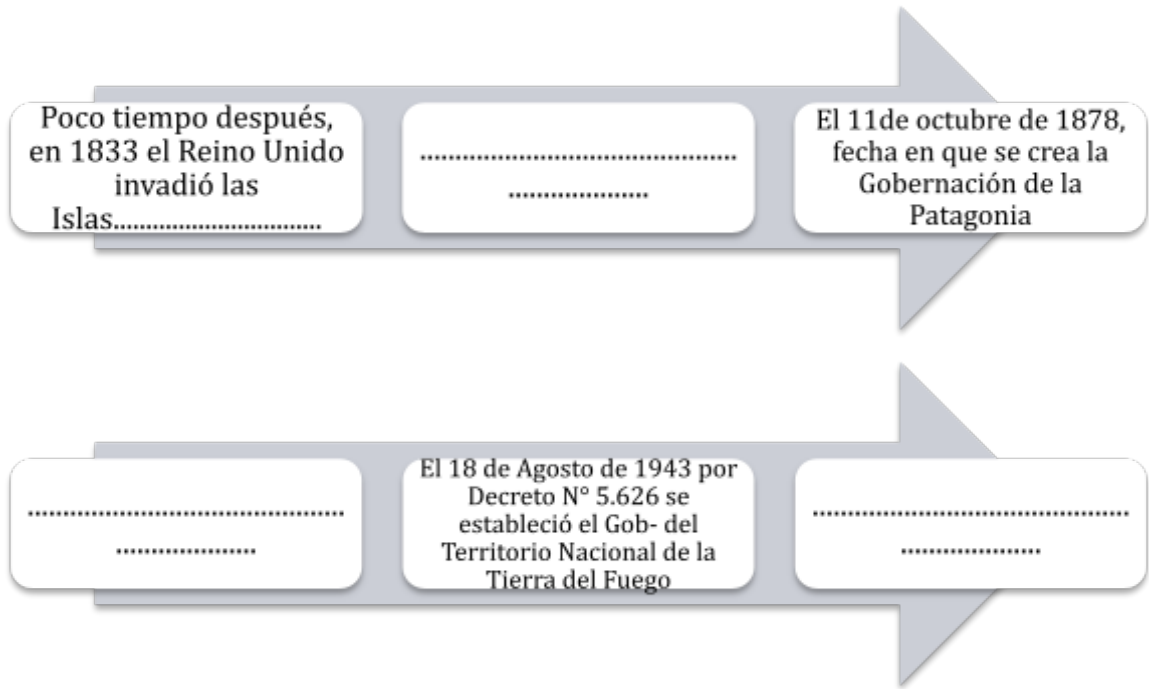 Poco tiempo después,
en 1833 el Reino Unido
invadió las
Islas................................
................................................
.....................
El 11de octubre de 1878,
fecha en que se crea la
Gobernación de la
Patagonia
................................................
.....................
El 18 de Agosto de 1943 por
Decreto N° 5.626 se
estableció el Gob- del
Territorio Nacional de la
Tierra del Fuego
................................................
.....................